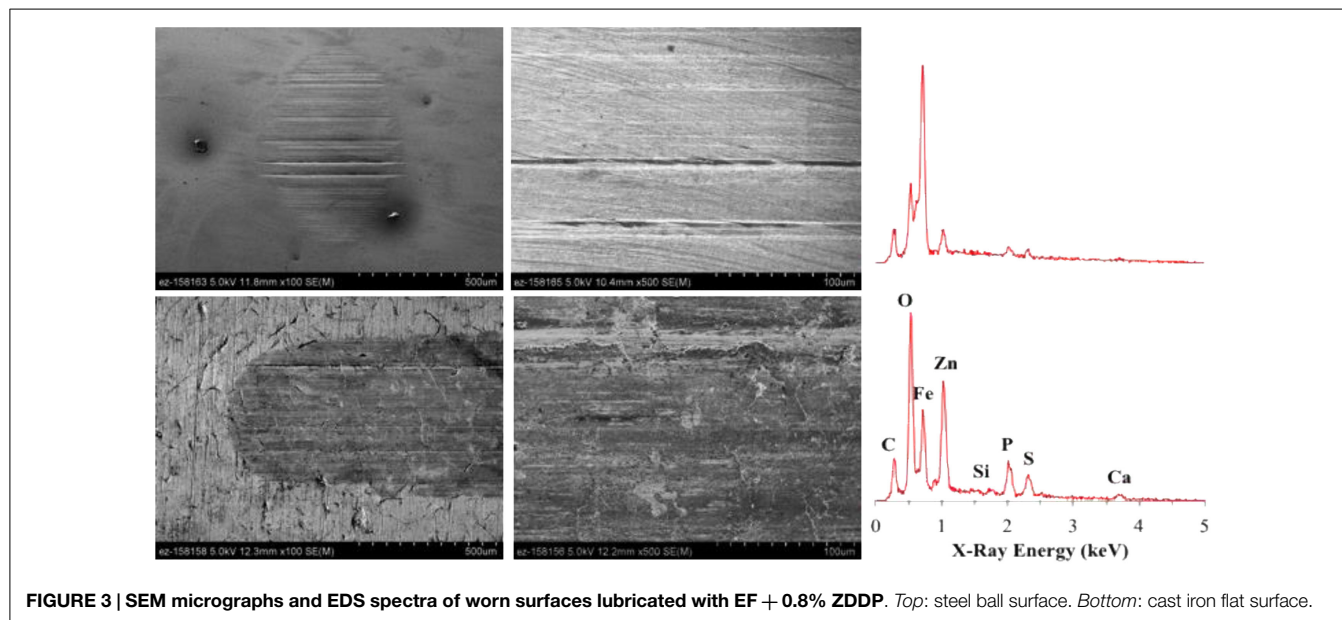 ez-158163 5.0kV 11.8mm x100 SE(M) 500um
ez-158165 5.0kV 10.4mm x500 SE(M) 100um
O
Zn
Fe
C
P
S
Si
Ca
ez-158158 5.0kV 12.3mm x100 SE(M) 500um
ez-158156 5.0kV 12.2mm x500 SE(M) 100um
0 1 2 3 4 5
X-Ray Energy (keV)
FIGURE 3 | SEM micrographs and EDS spectra of worn surfaces lubricated with EF + 0.8% ZDDP. Top: steel ball surface. Bottom: cast iron flat surface.